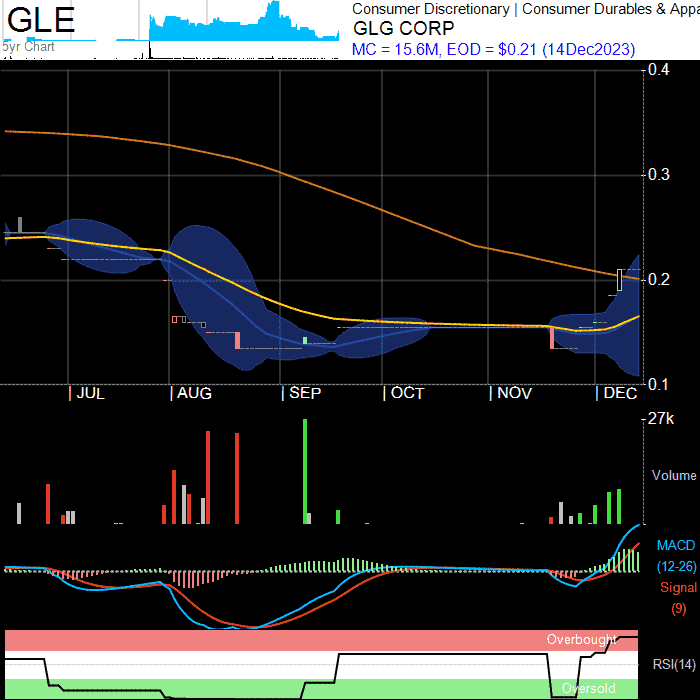 GLE
5yr Chart
Consumer Discretionary | Consumer Durables & Appa
GLG CORP
MC = 15.6M, EOD = $0.21 (14Dec2023)
0.4
0.3
0.2
0.1
| JUL | AUG | SEP | OCT | NOV | DEC
27k
Volume
MACD
(12-26)
Signal
(9)
Overbought
RSI(14)
Oversold